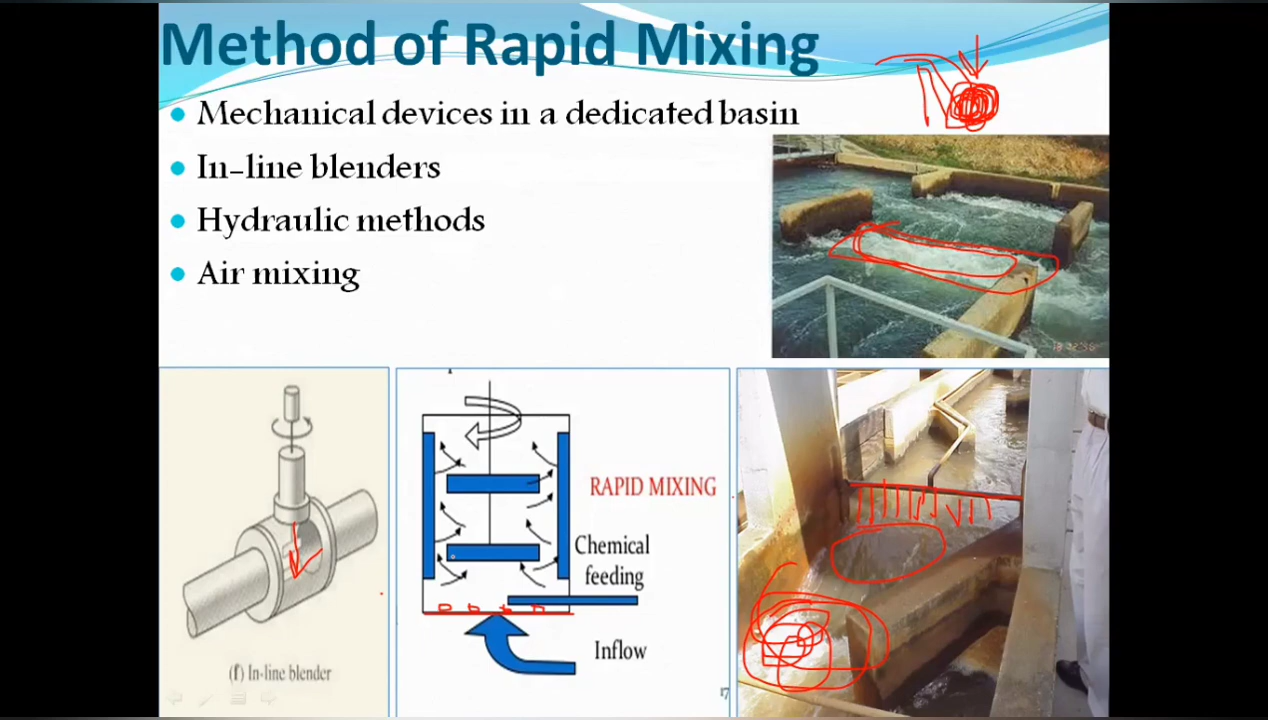 Method of Rapid Mixing
Mechanical devices in a dedicated basin
In-line blenders
Hydraulic methods
Air mixing
(f) In-line blender
RAPID MIXING
Chemical
feeding
Inflow
17